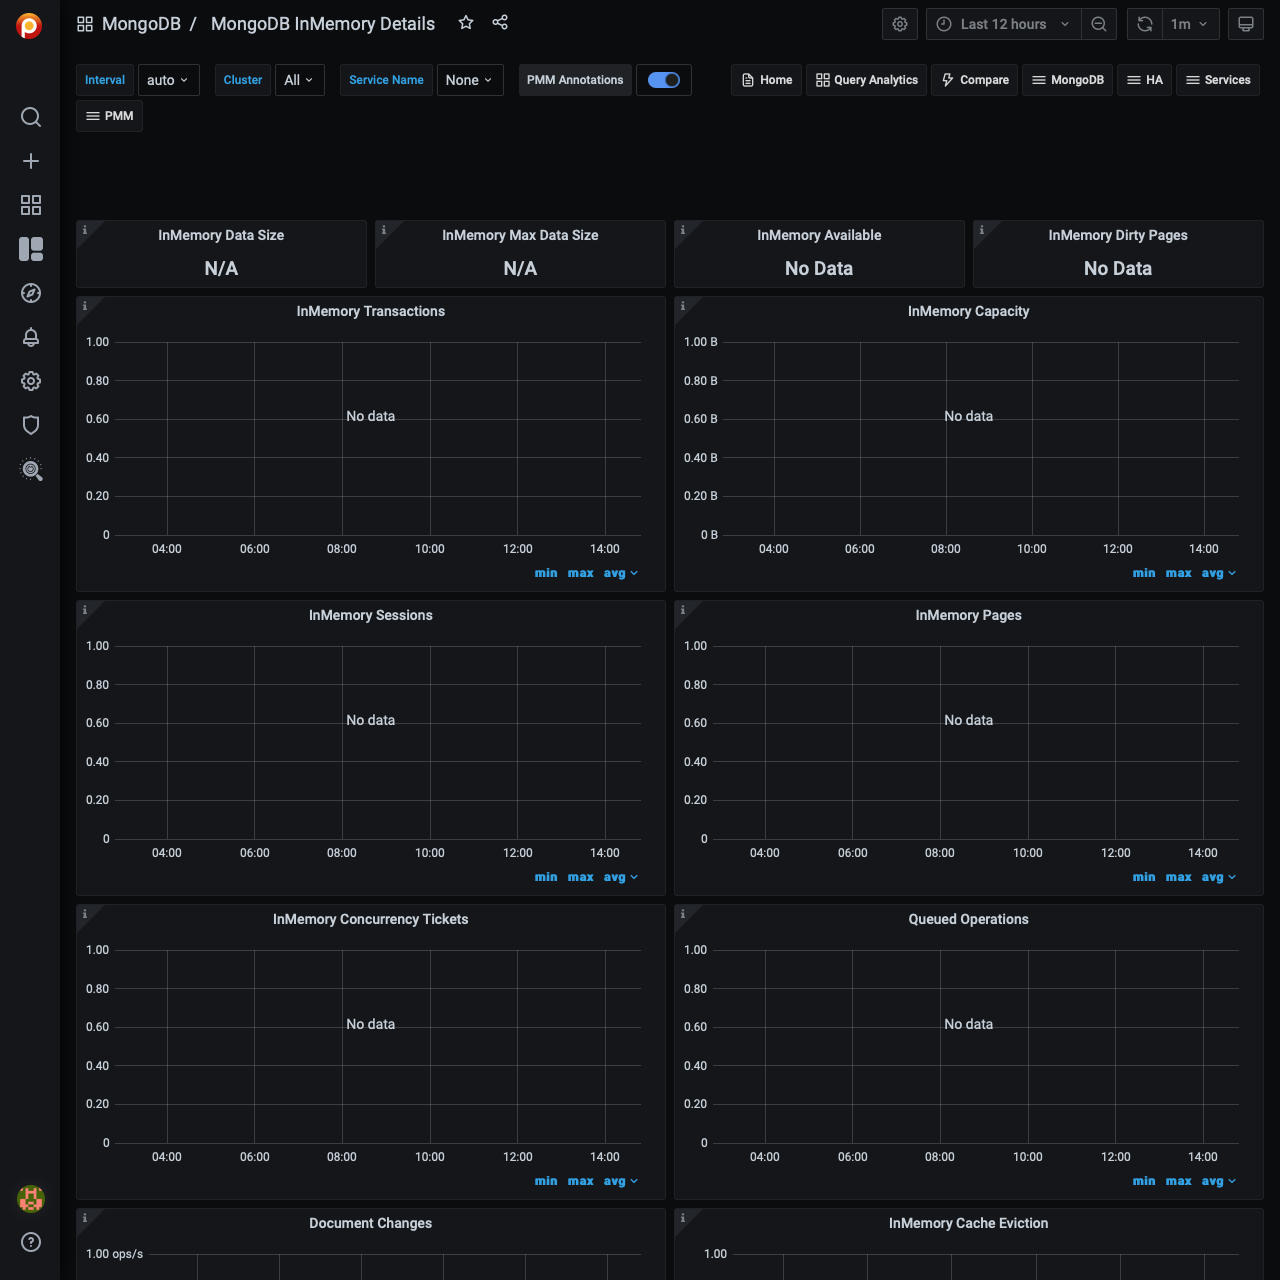 MongoDB / MongoDB InMemory Details
Last 12 hours
1m
Interval auto Cluster All Service Name None PMM Annotations
Home Query Analytics Compare MongoDB HA Services
PMM
InMemory Data Size
N/A
InMemory Max Data Size
N/A
InMemory Available
No Data
InMemory Dirty Pages
No Data
InMemory Transactions
1.00
0.80
0.60
0.40
0.20
0
No data
04:00 06:00 08:00 10:00 12:00 14:00
min max avg
InMemory Capacity
1.00 B
0.80 B
0.60 B
0.40 B
0.20 B
0 B
No data
04:00 06:00 08:00 10:00 12:00 14:00
min max avg
InMemory Sessions
1.00
0.80
0.60
0.40
0.20
0
No data
04:00 06:00 08:00 10:00 12:00 14:00
min max avg
InMemory Pages
1.00
0.80
0.60
0.40
0.20
0
No data
04:00 06:00 08:00 10:00 12:00 14:00
min max avg
InMemory Concurrency Tickets
1.00
0.80
0.60
0.40
0.20
0
No data
04:00 06:00 08:00 10:00 12:00 14:00
min max avg
Queued Operations
1.00
0.80
0.60
0.40
0.20
0
No data
04:00 06:00 08:00 10:00 12:00 14:00
min max avg
Document Changes
1.00 ops/s
InMemory Cache Eviction
1.00